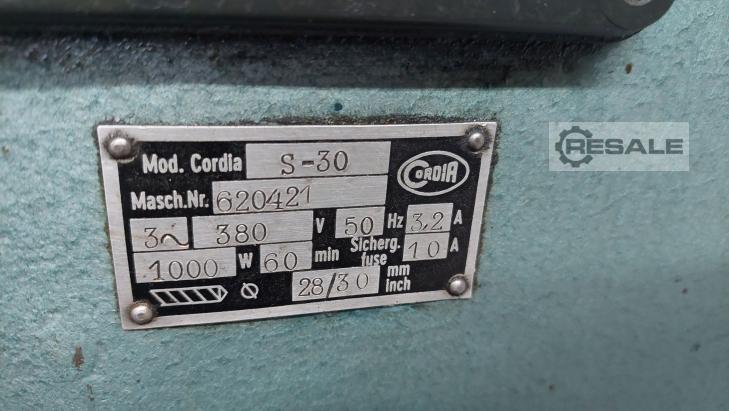 RESALE
Mod. Cordia S-30
CORDIA
Masch.Nr. 620421
3~ 380 V 50 Hz 3,2 A
1000 W 60 min Sicherg. fuse 10 A
Ø 28/30 mm inch